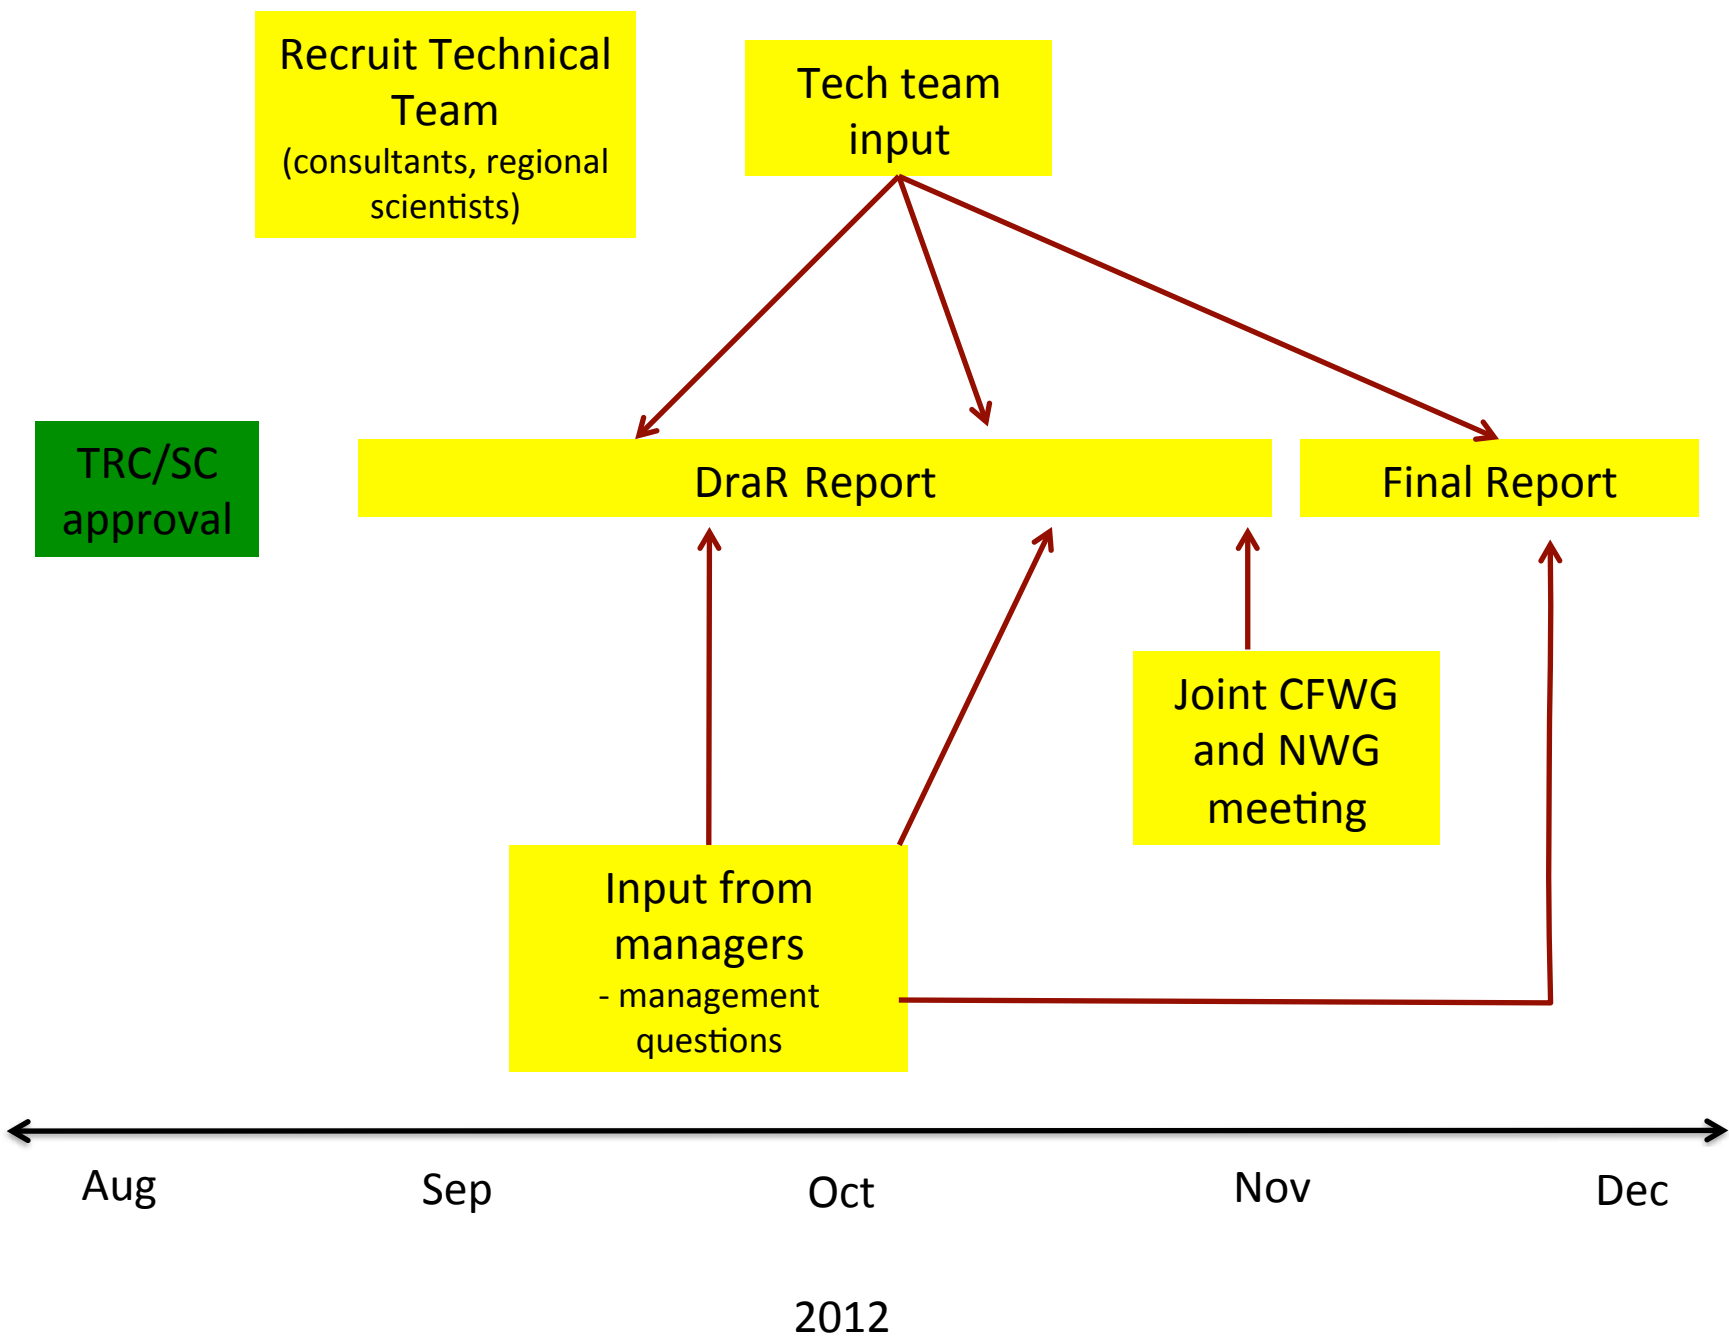 Recruit Technical
Team
(consultants, regional
scientists)
Tech team
input
TRC/SC
approval
DraR Report
Final Report
Joint CFWG
and NWG
meeting
Input from
managers
- management
questions
Aug
Sep
Oct
Nov
Dec
2012